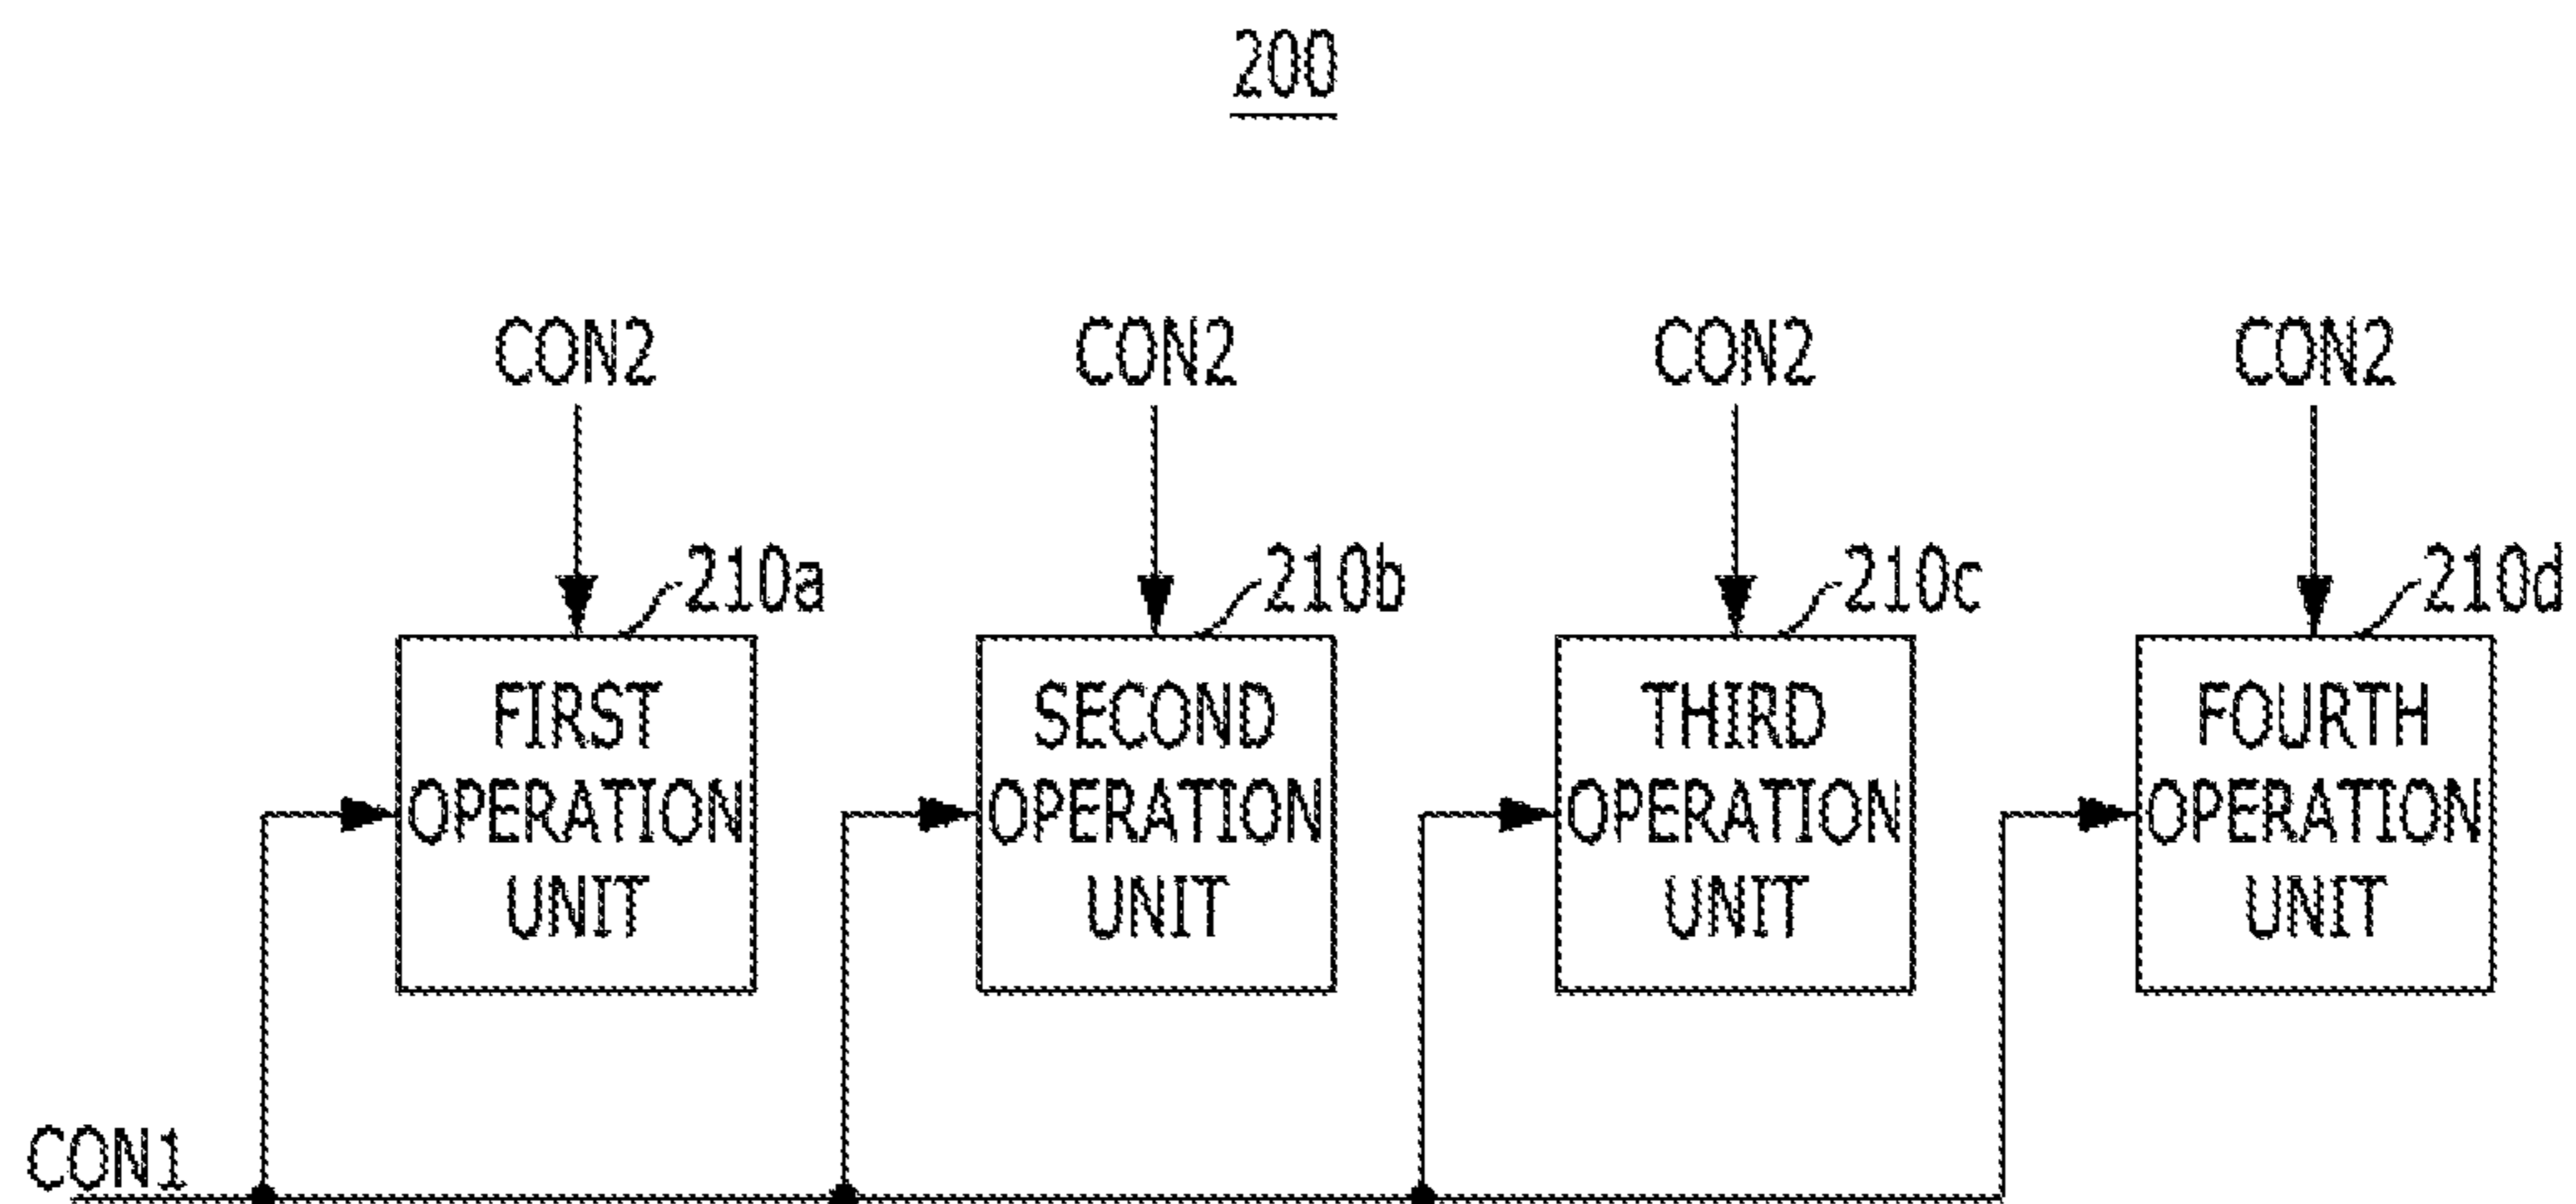 200
CON2 CON2 CON2 CON2
210a 210b 210c 210d
FIRST OPERATION UNIT
SECOND OPERATION UNIT
THIRD OPERATION UNIT
FOURTH OPERATION UNIT
CON1